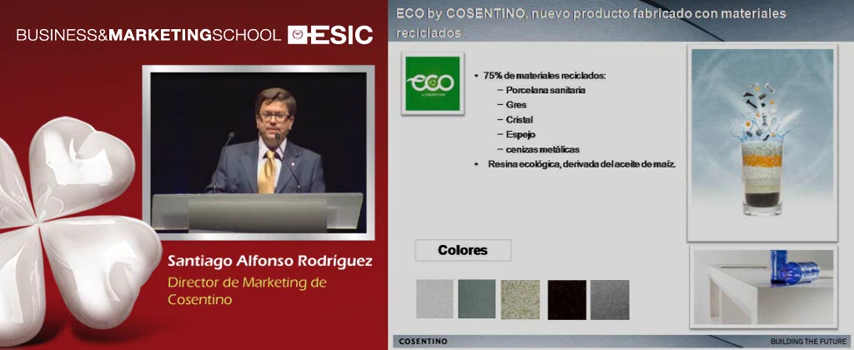 BUSINESS&MARKETINGSCHOOL ESIC
Santiago Alfonso Rodríguez
Director de Marketing de
Cosentino
ECO by COSENTINO, nuevo producto fabricado con materiales
reciclados
eco
• 75% de materiales reciclados:
– Porcelana sanitaria
– Gres
– Cristal
– Espejo
– cenizas metálicas
• Resina ecológica, derivada del aceite de maíz.
Colores
COSENTINO
BUILDING THE FUTURE